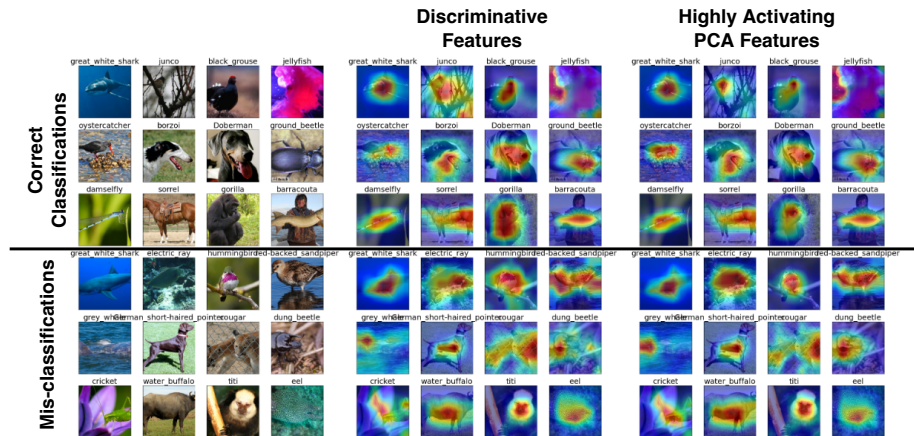 Discriminative
Features
Highly Activating
PCA Features
Correct
Classifications
great_white_shark junco black_grouse jellyfish great_white_shark junco black_grouse jellyfish great_white_shark junco black_grouse jellyfish
oystercatcher borzoi Doberman ground_beetle oystercatcher borzoi Doberman ground_beetle oystercatcher borzoi Doberman ground_beetle
damselfly sorrel gorilla barracouta damselfly sorrel gorilla barracouta damselfly sorrel gorilla barracouta
Mis-classifications
great_white_shark electric_ray hummingbird red-backed_sandpiper great_white_shark electric_ray hummingbird red-backed_sandpiper great_white_shark electric_ray hummingbird red-backed_sandpiper
grey_whale German_short-haired_pointer cougar dung_beetle grey_whale German_short-haired_pointer cougar dung_beetle grey_whale German_short-haired_pointer cougar dung_beetle
cricket water_buffalo titi eel cricket water_buffalo titi eel cricket water_buffalo titi eel